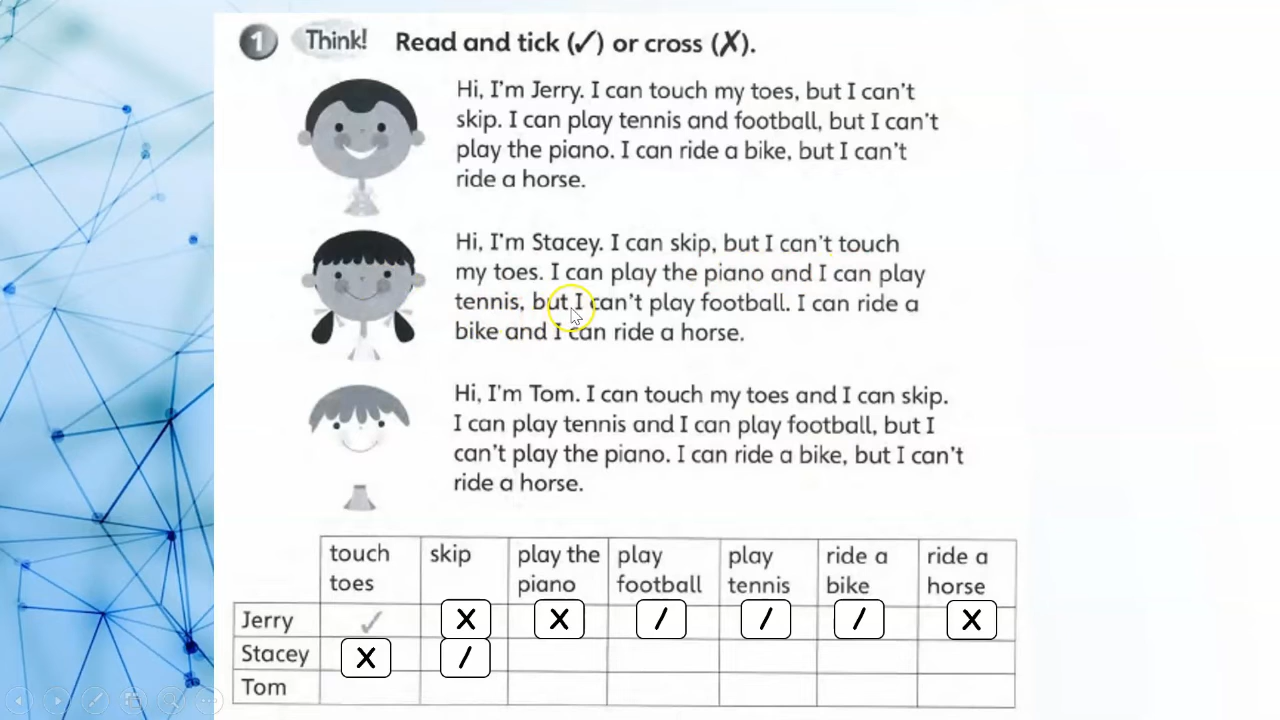 1 Think! Read and tick (✓) or cross (✗).
Hi, I'm Jerry. I can touch my toes, but I can't
skip. I can play tennis and football, but I can't
play the piano. I can ride a bike, but I can't
ride a horse.
Hi, I'm Stacey. I can skip, but I can't touch
my toes. I can play the piano and I can play
tennis, but I can't play football. I can ride a
bike and I can ride a horse.
Hi, I'm Tom. I can touch my toes and I can skip.
I can play tennis and I can play football, but I
can't play the piano. I can ride a bike, but I can't
ride a horse.
touch toes skip play the piano play football play tennis ride a bike ride a horse
Jerry ✓ X X / / / X
Stacey X /
Tom